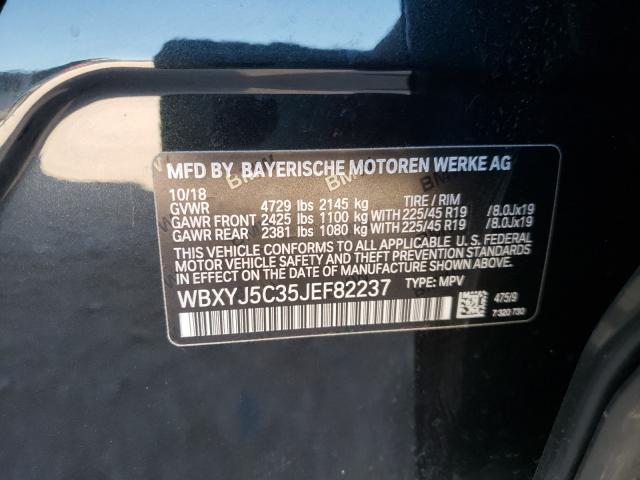 MFD BY BAYERISCHE MOTOREN WERKE AG
10/18
GVWR 4729 lbs 2145 kg TIRE / RIM
GAWR FRONT 2425 lbs 1100 kg WITH 225/45 R19 /8.0Jx19
GAWR REAR 2381 lbs 1080 kg WITH 225/45 R19 /8.0Jx19
THIS VEHICLE CONFORMS TO ALL APPLICABLE U. S. FEDERAL
MOTOR VEHICLE SAFETY AND THEFT PREVENTION STANDARDS
IN EFFECT ON THE DATE OF MANUFACTURE SHOWN ABOVE.
WBXYJ5C35JEF82237 TYPE: MPV
475/9
7 320 730